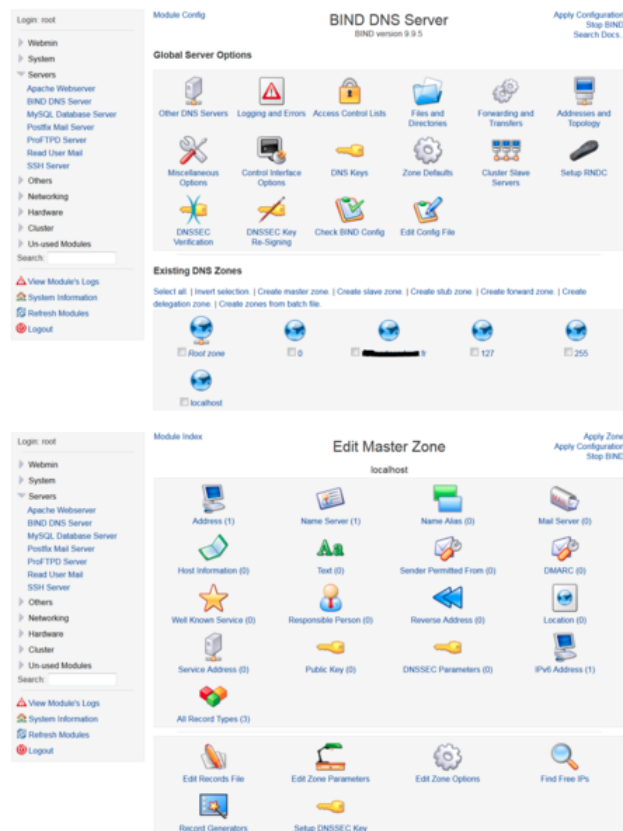 Login: root
Webmin
System
Servers
Apache Webserver
BIND DNS Server
MySQL Database Server
Postfix Mail Server
ProFTPD Server
Read User Mail
SSH Server
Others
Networking
Hardware
Cluster
Un-used Modules
Search:
View Module's Logs
System Information
Refresh Modules
Logout
Module Config
BIND DNS Server
BIND version 9.9.5
Apply Configuration
Stop BIND
Search Docs..
Global Server Options
Other DNS Servers Logging and Errors Access Control Lists Files and Directories Forwarding and Transfers Addresses and Topology
Miscellaneous Options Control Interface Options DNS Keys Zone Defaults Cluster Slave Servers Setup RNDC
DNSSEC Verification DNSSEC Key Re-Signing Check BIND Config Edit Config File
Existing DNS Zones
Select all. | Invert selection. | Create master zone. | Create slave zone. | Create stub zone. | Create forward zone. | Create
delegation zone. | Create zones from batch file.
Root zone 0 fr 127 255
localhost
Login: root
Webmin
System
Servers
Apache Webserver
BIND DNS Server
MySQL Database Server
Postfix Mail Server
ProFTPD Server
Read User Mail
SSH Server
Others
Networking
Hardware
Cluster
Un-used Modules
Search:
View Module's Logs
System Information
Refresh Modules
Logout
Module Index
Edit Master Zone
localhost
Apply Zone
Apply Configuration
Stop BIND
Address (1) Name Server (1) Name Alias (0) Mail Server (0)
Host Information (0) Text (0) Sender Permitted From (0) DMARC (0)
Well Known Service (0) Responsible Person (0) Reverse Address (0) Location (0)
Service Address (0) Public Key (0) DNSSEC Parameters (0) IPv6 Address (1)
All Record Types (3)
Edit Records File Edit Zone Parameters Edit Zone Options Find Free IPs
Record Generators Setup DNSSEC Key